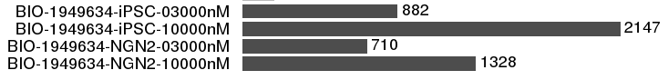 BIO-1949634-iPSC-03000nM 882
BIO-1949634-iPSC-10000nM 2147
BIO-1949634-NGN2-03000nM 710
BIO-1949634-NGN2-10000nM 1328